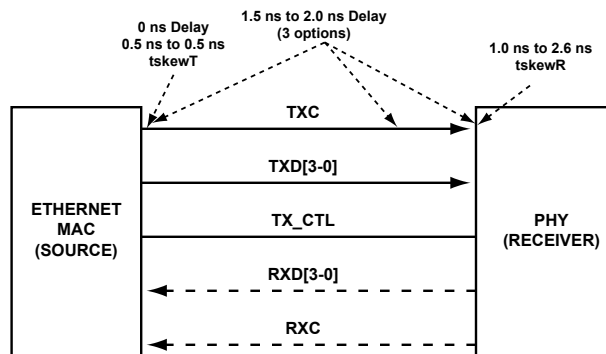 0 ns Delay
0.5 ns to 0.5 ns
tskewT
1.5 ns to 2.0 ns Delay
(3 options)
1.0 ns to 2.6 ns
tskewR
TXC
TXD[3-0]
ETHERNET
MAC
(SOURCE)
TX_CTL
PHY
(RECEIVER)
RXD[3-0]
RXC